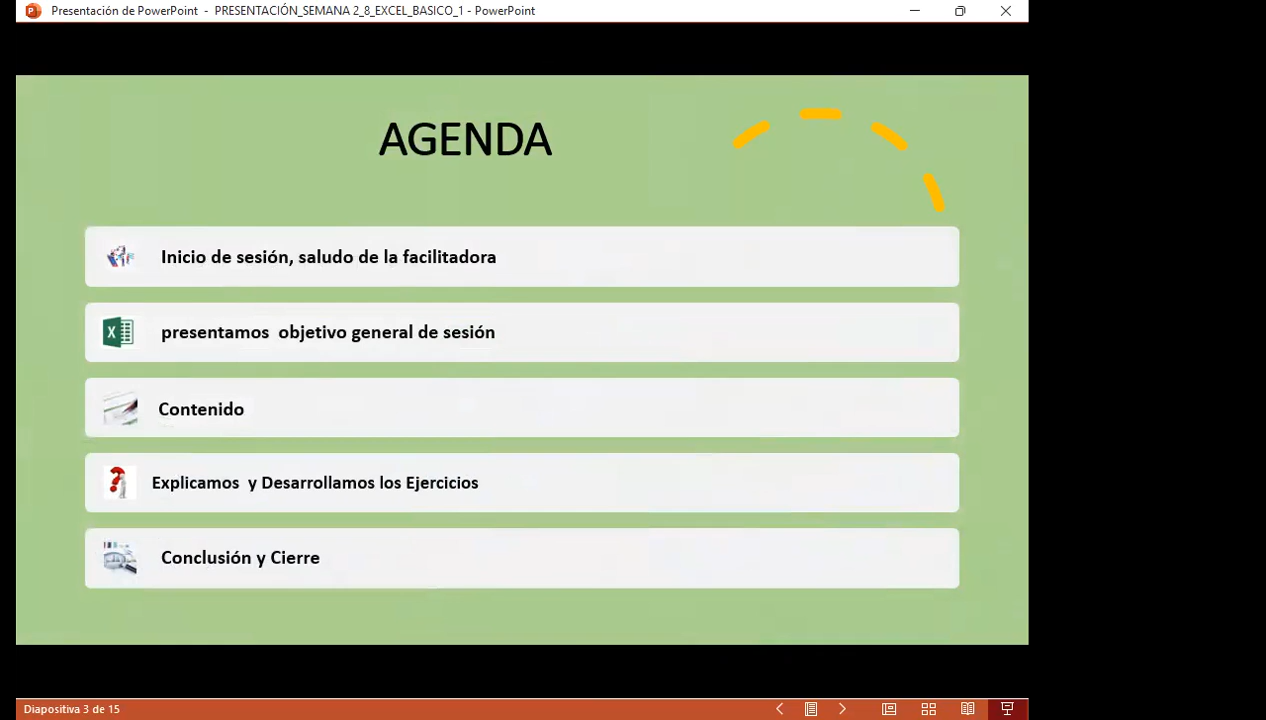 Presentación de PowerPoint - PRESENTACIÓN_SEMANA 2_8_EXCEL_BASICO_1 - PowerPoint
AGENDA
Inicio de sesión, saludo de la facilitadora
presentamos  objetivo general de sesión
Contenido
Explicamos  y Desarrollamos los Ejercicios
Conclusión y Cierre
Diapositiva 3 de 15